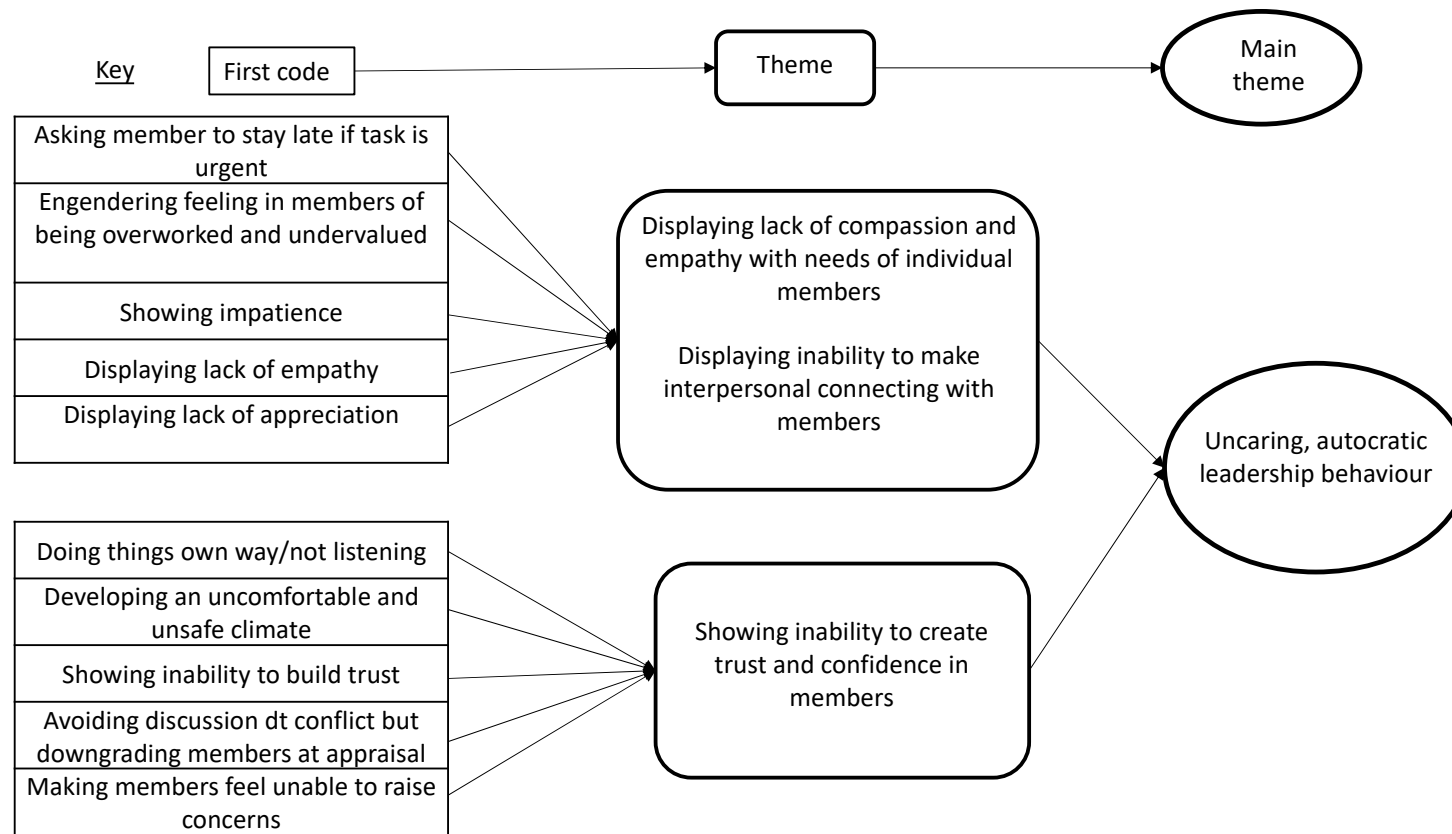 Key
First code
Theme
Main
theme
Asking member to stay late if task is
urgent
Engendering feeling in members of
being overworked and undervalued
Showing impatience
Displaying lack of empathy
Displaying lack of appreciation
Displaying lack of compassion and
empathy with needs of individual
members
Displaying inability to make
interpersonal connecting with
members
Uncaring, autocratic
leadership behaviour
Doing things own way/not listening
Developing an uncomfortable and
unsafe climate
Showing inability to build trust
Avoiding discussion dt conflict but
downgrading members at appraisal
Making members feel unable to raise
concerns
Showing inability to create
trust and confidence in
members